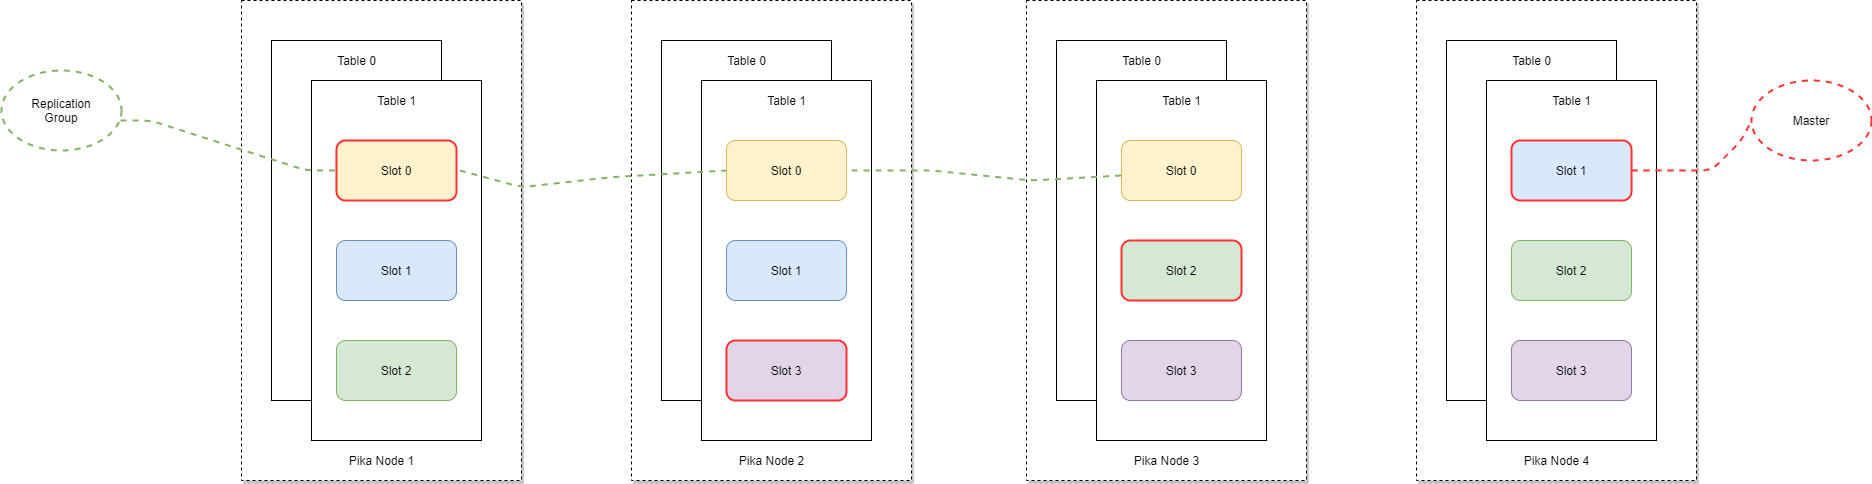 Replication
Group
Table 0
Table 1
Slot 0
Slot 1
Slot 2
Pika Node 1
Table 0
Table 1
Slot 0
Slot 1
Slot 3
Pika Node 2
Table 0
Table 1
Slot 0
Slot 2
Slot 3
Pika Node 3
Table 0
Table 1
Slot 1
Slot 2
Slot 3
Pika Node 4
Master